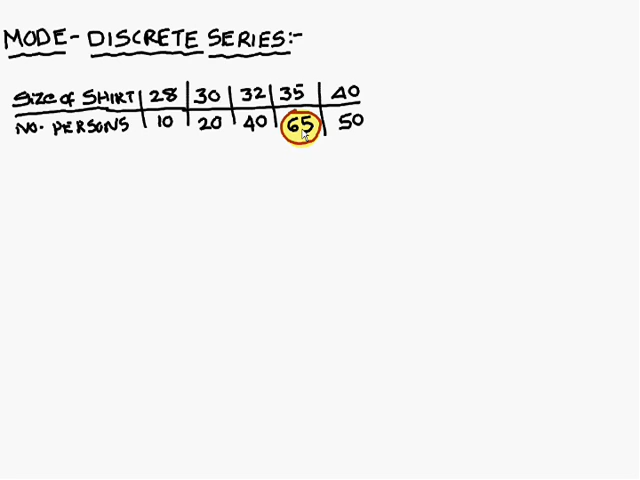 MODE - DISCRETE SERIES:-
Size of SHIRT 28 30 32 35 40
NO. PERSONS 10 20 40 65 50